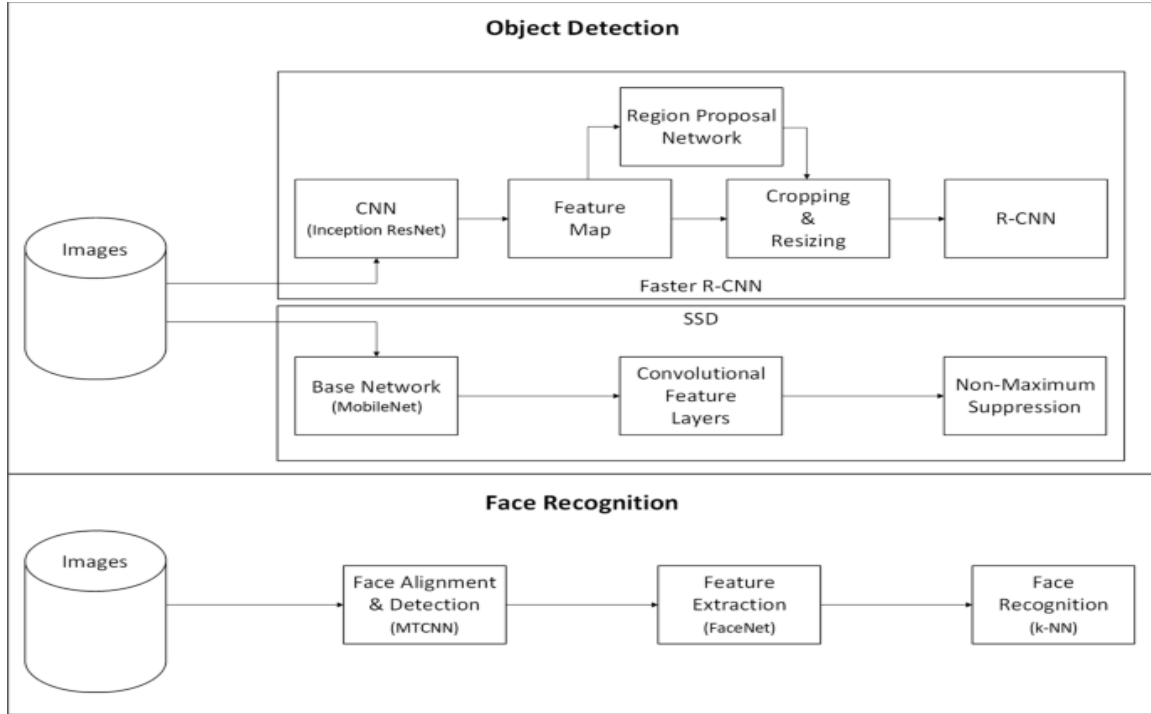 Object Detection
Region Proposal
Network
CNN
(Inception ResNet)
Feature
Map
Cropping
&
Resizing
R-CNN
Images
Faster R-CNN
SSD
Base Network
(MobileNet)
Convolutional
Feature
Layers
Non-Maximum
Suppression
Face Recognition
Images
Face Alignment
& Detection
(MTCNN)
Feature
Extraction
(FaceNet)
Face
Recognition
(k-NN)